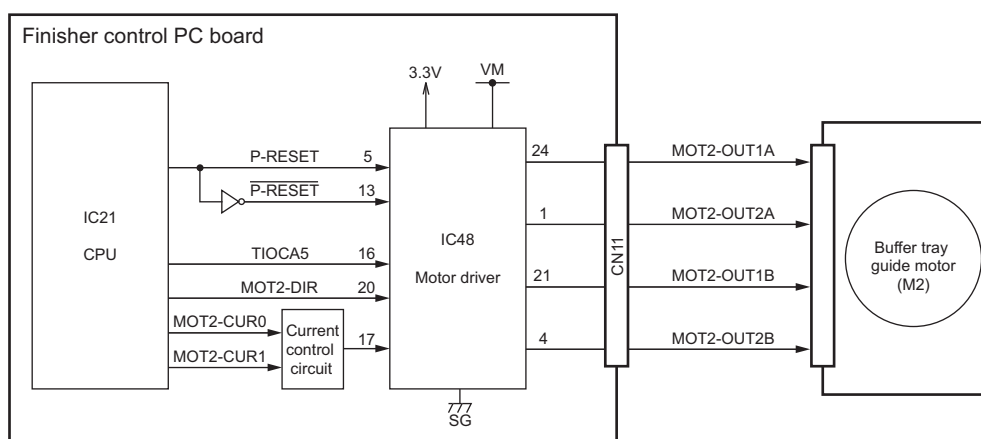 Finisher control PC board
3.3V
VM
P-RESET 5
P-RESET 13
TIOCA5 16
MOT2-DIR 20
MOT2-CUR0
MOT2-CUR1
17
IC21
CPU
Current
control
circuit
IC48
Motor driver
SG
24
1
21
4
CN11
MOT2-OUT1A
MOT2-OUT2A
MOT2-OUT1B
MOT2-OUT2B
Buffer tray
guide motor
(M2)